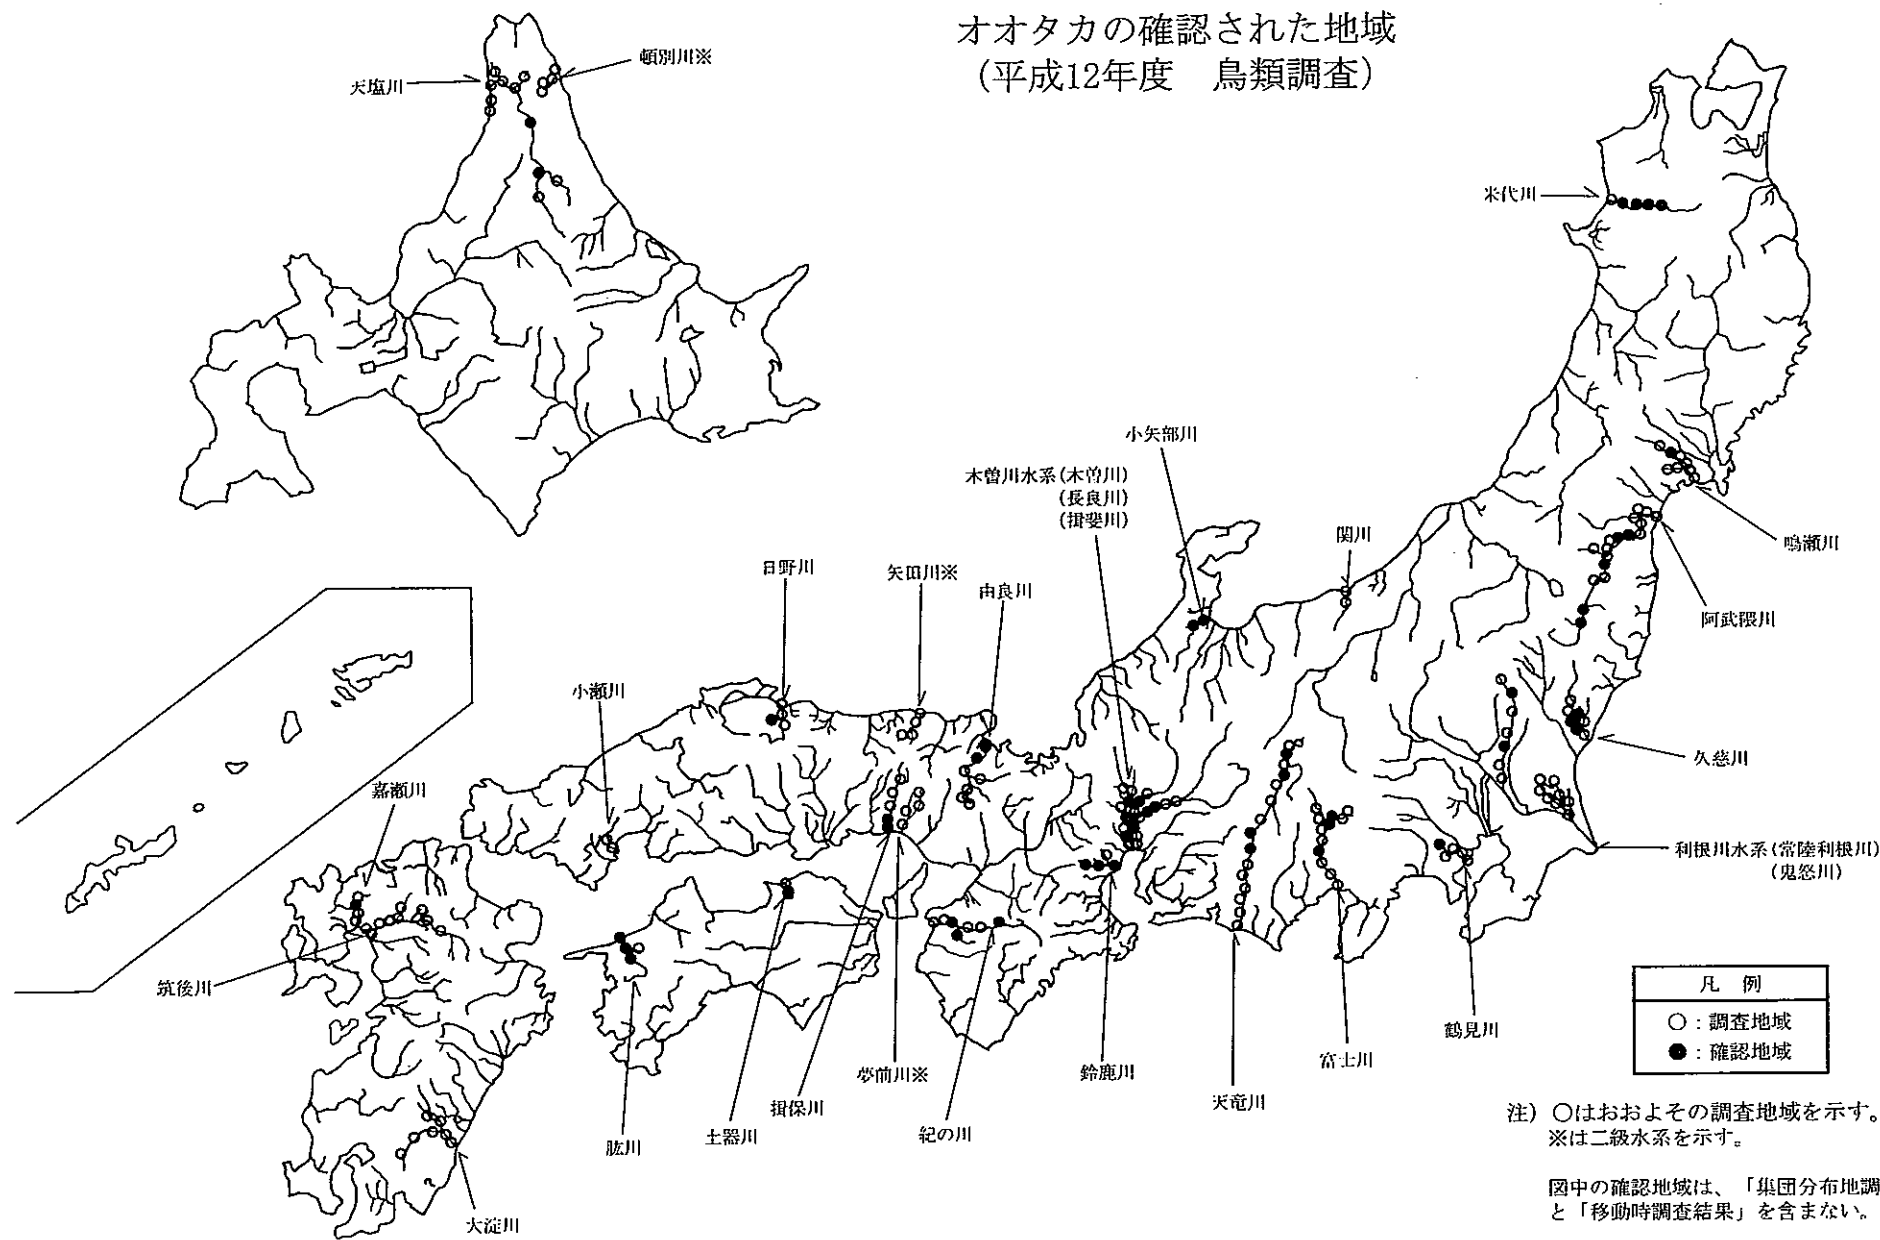 オオタカの確認された地域
(平成12年度 鳥類調査)
天塩川
頓別川※
米代川
小矢部川
木曽川水系(木曽川)
(長良川)
(揖斐川)
関川
鳴瀬川
日野川
矢田川※
由良川
阿武隈川
小瀬川
久慈川
嘉瀬川
利根川水系(常陸利根川)
(鬼怒川)
筑後川
凡 例
○:調査地域
●:確認地域
鶴見川
富士川
鈴鹿川
夢前川※
天竜川
揖保川
土器川
紀の川
肱川
大淀川
注) ○はおおよその調査地域を示す。
※は二級水系を示す。
図中の確認地域は、「集団分布地調
と「移動時調査結果」を含まない。